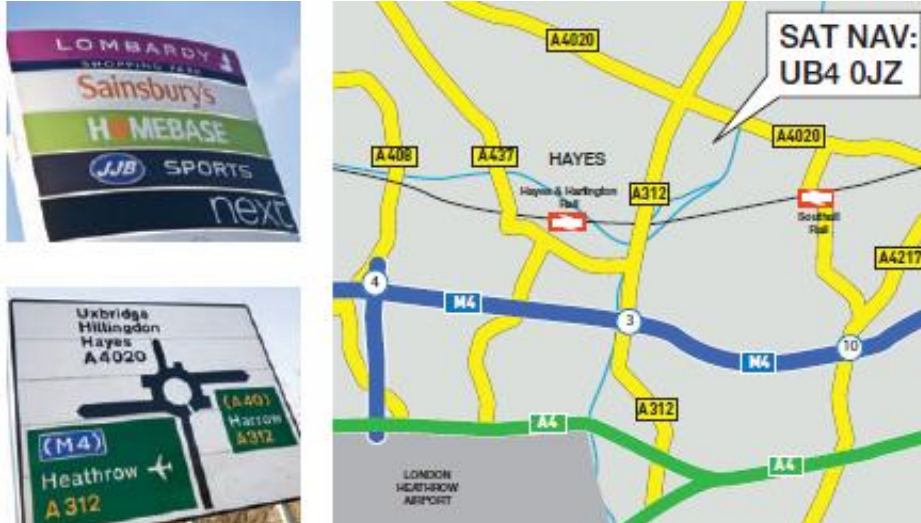 LOMBARDY
SHOPPING PARK
Sainsbury's
HOMEBASE
JJB SPORTS
next
Uxbridge
Hillingdon
Hayes
A4020
(M4)
Heathrow
A312
(A40)
Harrow
A312
SAT NAV:
UB4 0JZ
A4020
A4020
A408
A437
HAYES
Hayes & Harlington
Rail
A312
Southall
Rail
A4217
4
M4
3
M4
10
A312
A4
A4
LONDON
HEATHROW
AIRPORT